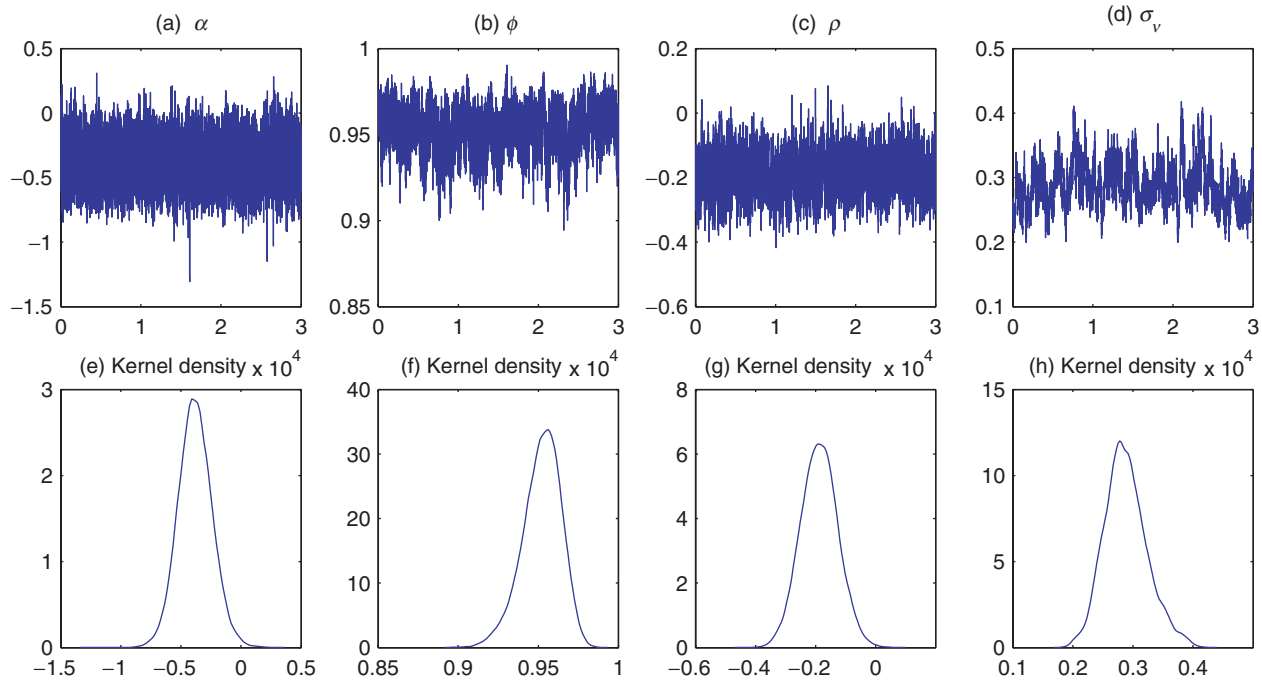 (a) α
(b) ϕ
(c) ρ
(d) σ_v
0.5
0
−0.5
−1
−1.5
0 1 2 3
1
0.95
0.9
0.85
0 1 2 3
0.2
0
−0.2
−0.4
−0.6
0 1 2 3
0.5
0.4
0.3
0.2
0.1
0 1 2 3
(e) Kernel density × 10^4
(f) Kernel density × 10^4
(g) Kernel density × 10^4
(h) Kernel density × 10^4
3
2
1
0
−1.5 −1 −0.5 0 0.5
40
30
20
10
0
0.85 0.9 0.95 1
8
6
4
2
0
−0.6 −0.4 −0.2 0
15
10
5
0
0.1 0.2 0.3 0.4